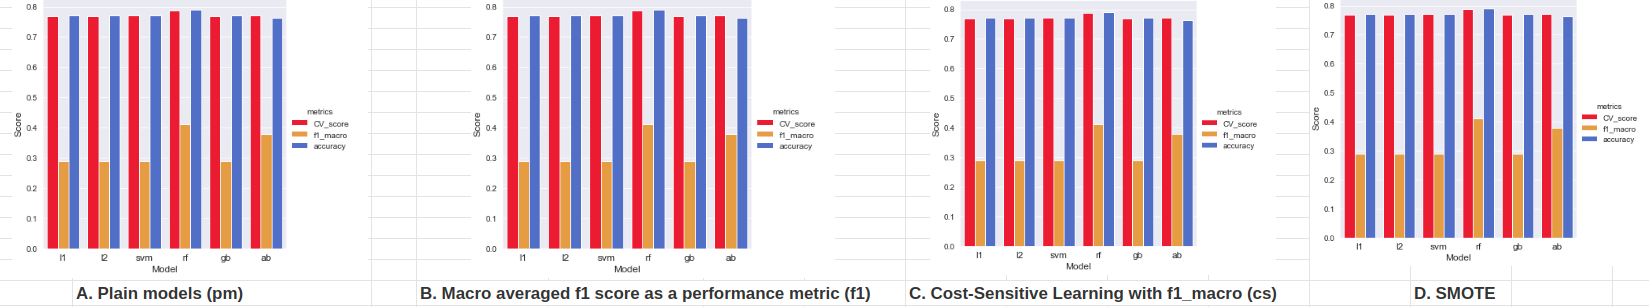 0.8
0.7
0.6
0.5
0.4
0.3
0.2
0.1
0.0
Score
l1 l2 svm rf gb ab
Model
metrics
CV_score
f1_macro
accuracy
A. Plain models (pm)
0.8
0.7
0.6
0.5
0.4
0.3
0.2
0.1
0.0
Score
l1 l2 svm rf gb ab
Model
metrics
CV_score
f1_macro
accuracy
B. Macro averaged f1 score as a performance metric (f1)
0.8
0.7
0.6
0.5
0.4
0.3
0.2
0.1
0.0
Score
l1 l2 svm rf gb ab
Model
metrics
CV_score
f1_macro
accuracy
C. Cost-Sensitive Learning with f1_macro (cs)
0.8
0.7
0.6
0.5
0.4
0.3
0.2
0.1
0.0
Score
l1 l2 svm rf gb ab
Model
metrics
CV_score
f1_macro
accuracy
D. SMOTE